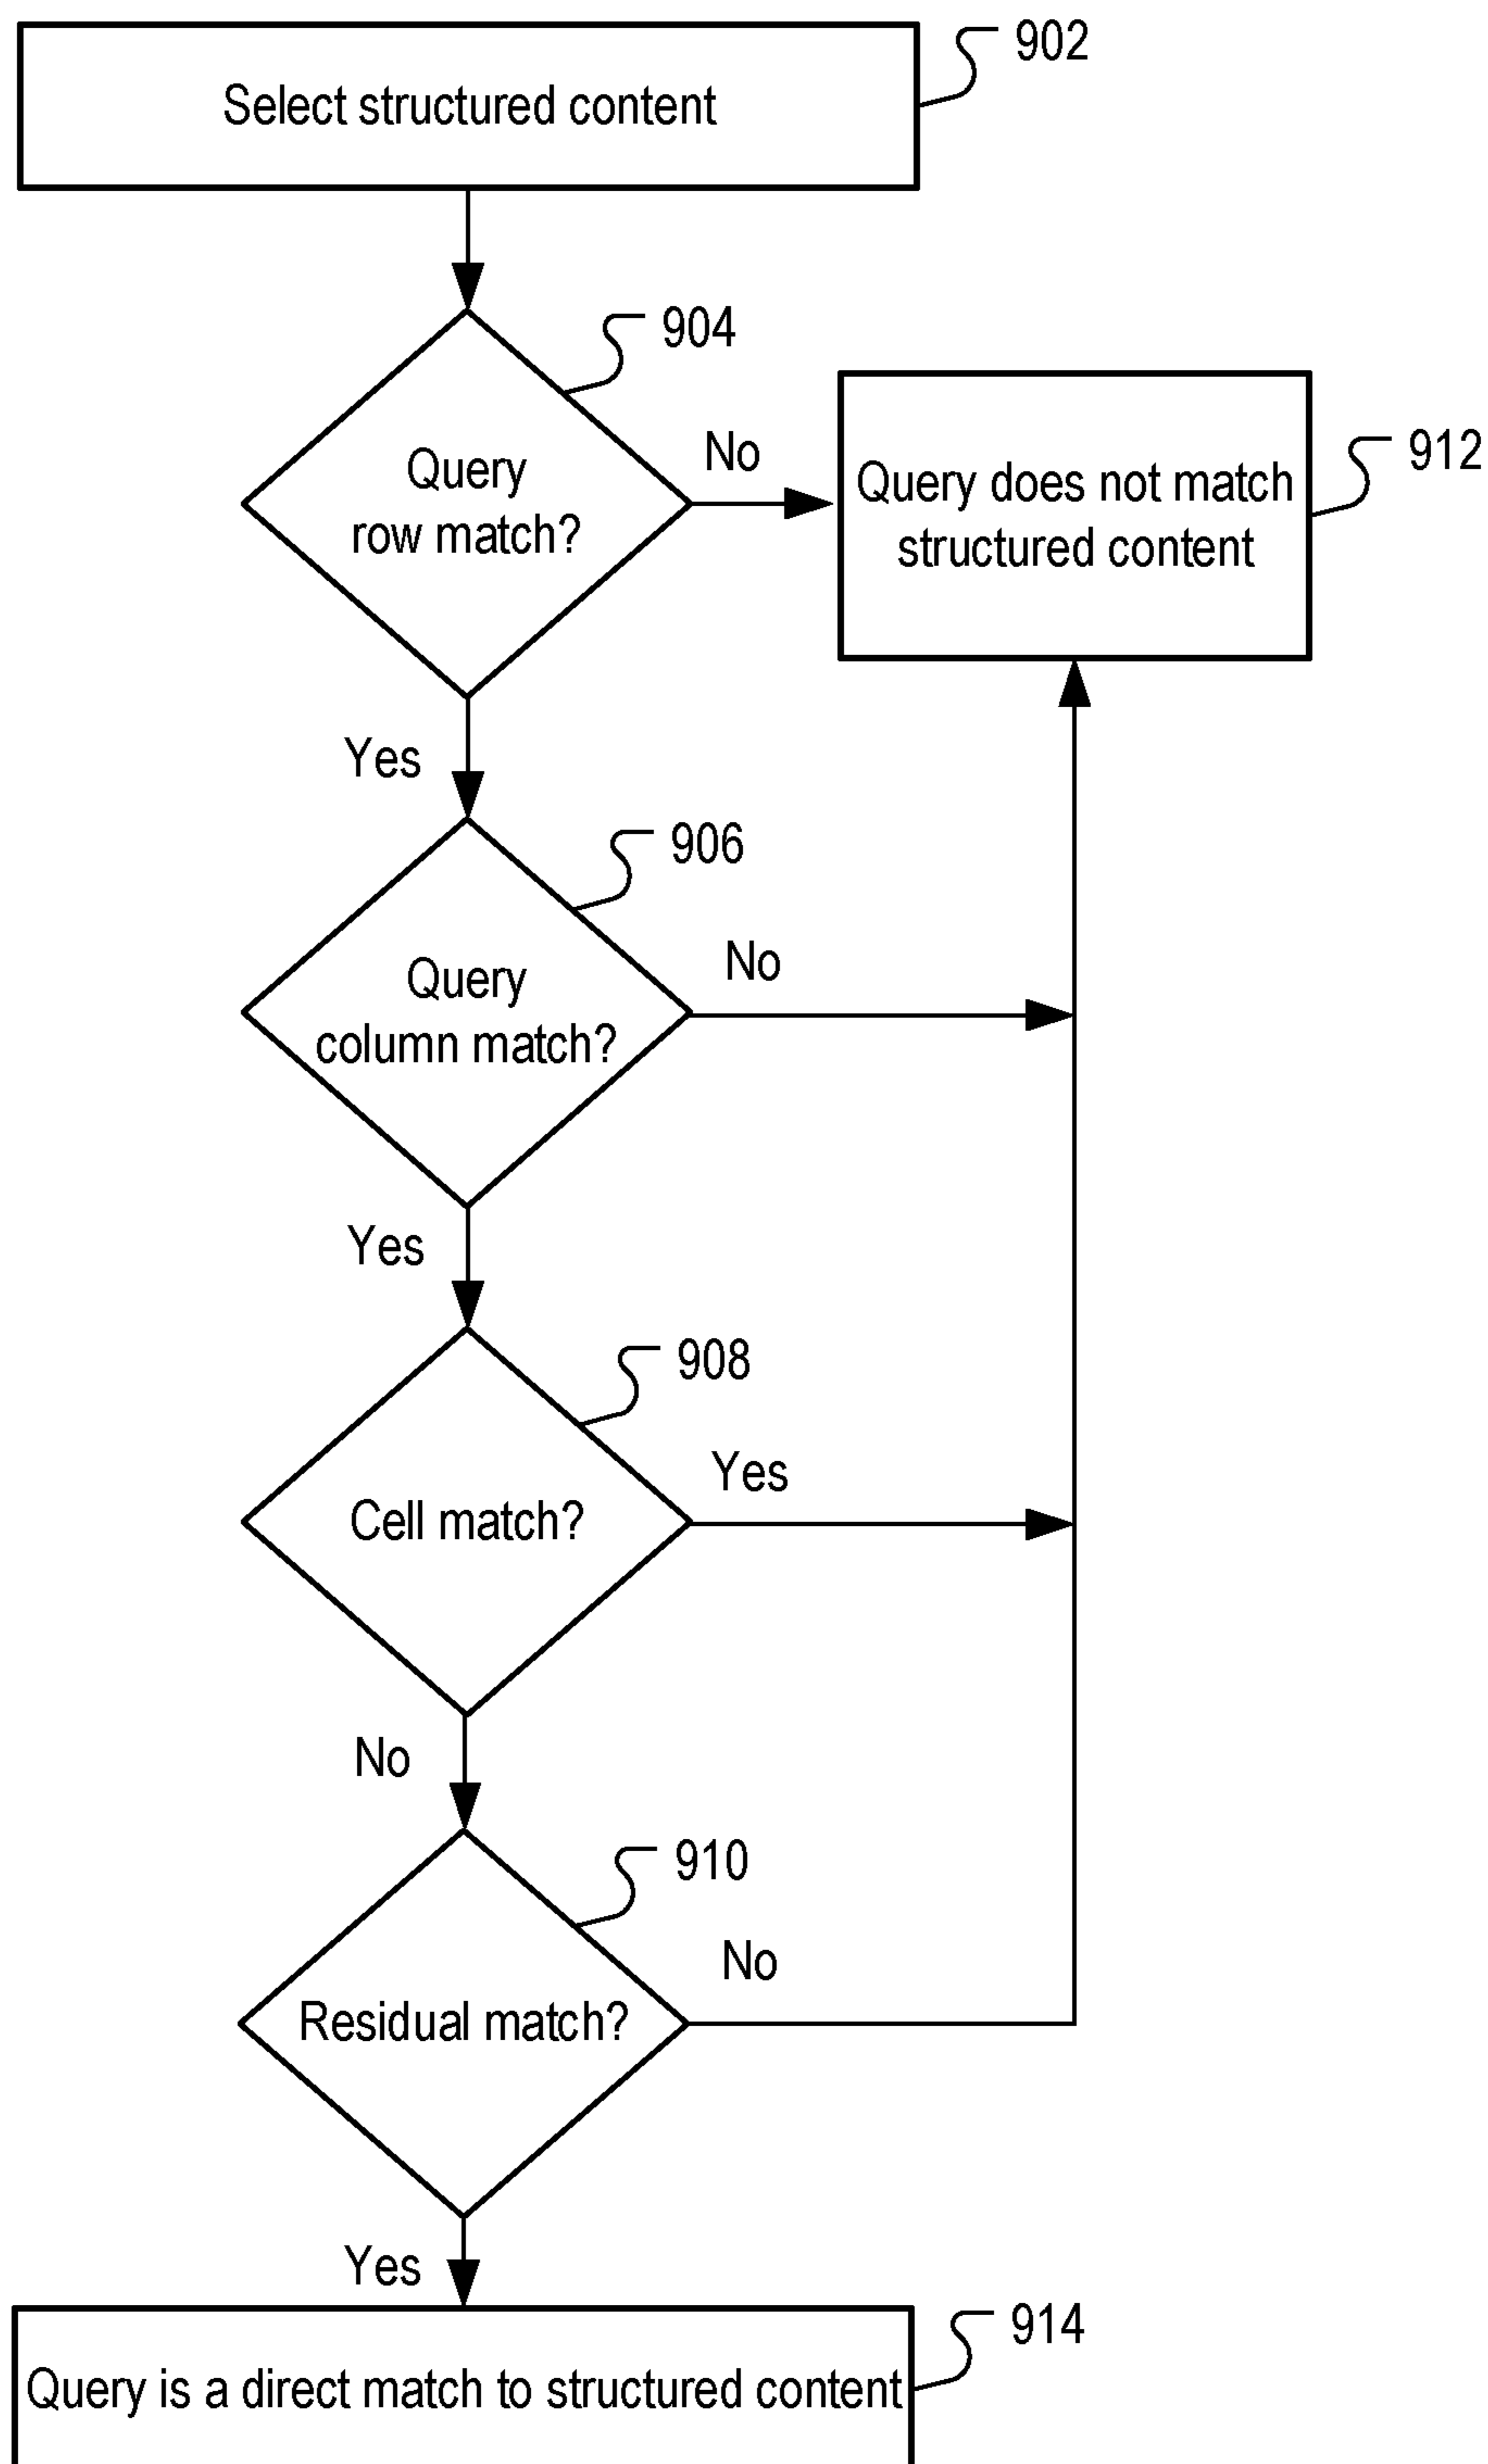 Select structured content
902
904
Query
row match?
No
Query does not match
structured content
912
Yes
906
Query
column match?
No
Yes
908
Cell match?
Yes
No
910
Residual match?
No
Yes
914
Query is a direct match to structured content